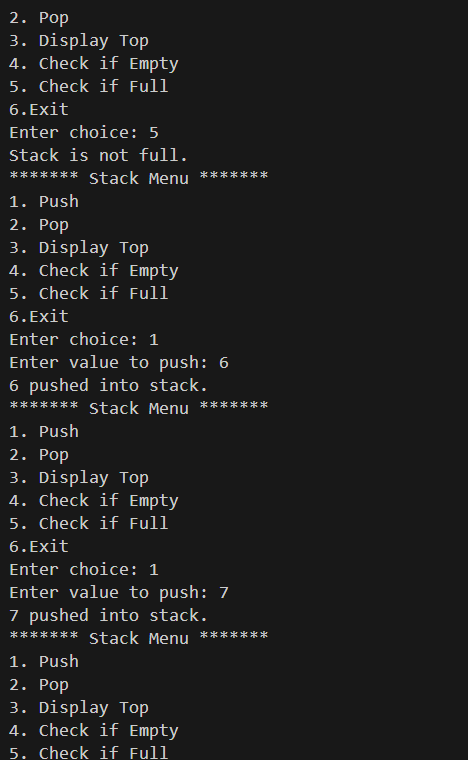 2. Pop
3. Display Top
4. Check if Empty
5. Check if Full
6.Exit
Enter choice: 5
Stack is not full.
******* Stack Menu *******
1. Push
2. Pop
3. Display Top
4. Check if Empty
5. Check if Full
6.Exit
Enter choice: 1
Enter value to push: 6
6 pushed into stack.
******* Stack Menu *******
1. Push
2. Pop
3. Display Top
4. Check if Empty
5. Check if Full
6.Exit
Enter choice: 1
Enter value to push: 7
7 pushed into stack.
******* Stack Menu *******
1. Push
2. Pop
3. Display Top
4. Check if Empty
5. Check if Full